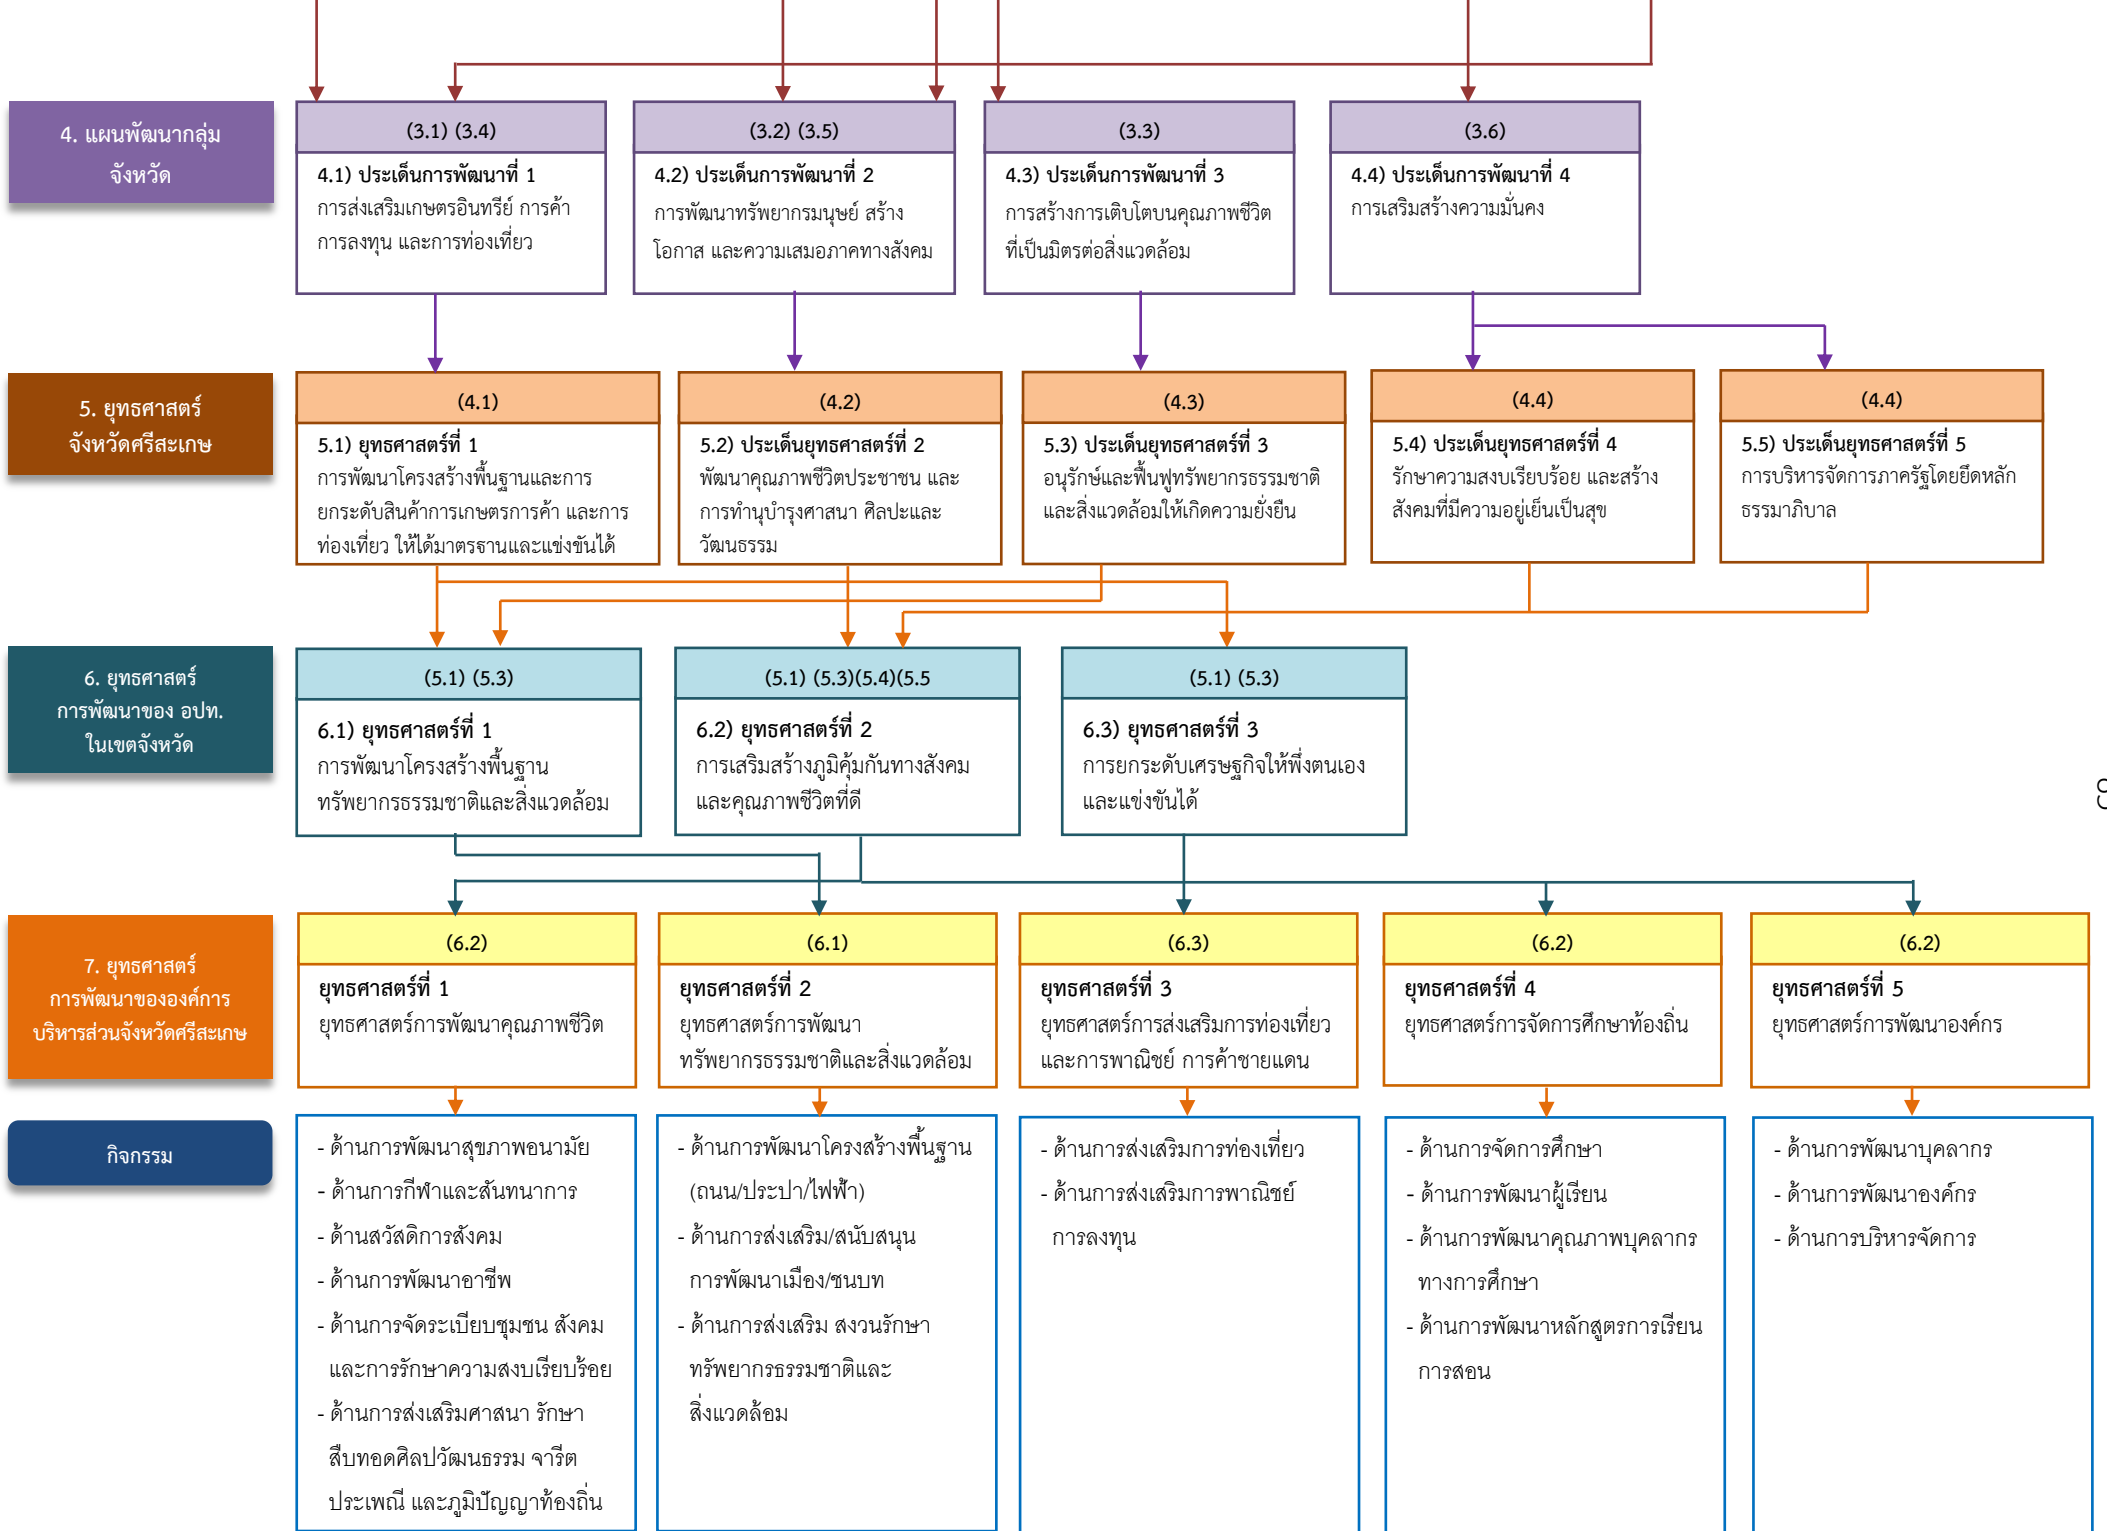 4. แผนพัฒนากลุ่ม
จังหวัด
(3.1) (3.4)
4.1) ประเด็นการพัฒนาที่ 1
การส่งเสริมเกษตรอินทรีย์ การค้า
การลงทุน และการท่องเที่ยว
(3.2) (3.5)
4.2) ประเด็นการพัฒนาที่ 2
การพัฒนาทรัพยากรมนุษย์ สร้าง
โอกาส และความเสมอภาคทางสังคม
(3.3)
4.3) ประเด็นการพัฒนาที่ 3
การสร้างการเติบโตบนคุณภาพชีวิต
ที่เป็นมิตรต่อสิ่งแวดล้อม
(3.6)
4.4) ประเด็นการพัฒนาที่ 4
การเสริมสร้างความมั่นคง
5. ยุทธศาสตร์
จังหวัดศรีสะเกษ
(4.1)
5.1) ยุทธศาสตร์ที่ 1
การพัฒนาโครงสร้างพื้นฐานและการ
ยกระดับสินค้าการเกษตรการค้า และการ
ท่องเที่ยว ให้ได้มาตรฐานและแข่งขันได้
(4.2)
5.2) ประเด็นยุทธศาสตร์ที่ 2
พัฒนาคุณภาพชีวิตประชาชน และ
การทำนุบำรุงศาสนา ศิลปะและ
วัฒนธรรม
(4.3)
5.3) ประเด็นยุทธศาสตร์ที่ 3
อนุรักษ์และฟื้นฟูทรัพยากรธรรมชาติ
และสิ่งแวดล้อมให้เกิดความยั่งยืน
(4.4)
5.4) ประเด็นยุทธศาสตร์ที่ 4
รักษาความสงบเรียบร้อย และสร้าง
สังคมที่มีความอยู่เย็นเป็นสุข
(4.4)
5.5) ประเด็นยุทธศาสตร์ที่ 5
การบริหารจัดการภาครัฐโดยยึดหลัก
ธรรมาภิบาล
6. ยุทธศาสตร์
การพัฒนาของ อปท.
ในเขตจังหวัด
(5.1) (5.3)
6.1) ยุทธศาสตร์ที่ 1
การพัฒนาโครงสร้างพื้นฐาน
ทรัพยากรธรรมชาติและสิ่งแวดล้อม
(5.1) (5.3)(5.4)(5.5
6.2) ยุทธศาสตร์ที่ 2
การเสริมสร้างภูมิคุ้มกันทางสังคม
และคุณภาพชีวิตที่ดี
(5.1) (5.3)
6.3) ยุทธศาสตร์ที่ 3
การยกระดับเศรษฐกิจให้พึ่งตนเอง
และแข่งขันได้
7. ยุทธศาสตร์
การพัฒนาขององค์การ
บริหารส่วนจังหวัดศรีสะเกษ
(6.2)
ยุทธศาสตร์ที่ 1
ยุทธศาสตร์การพัฒนาคุณภาพชีวิต
(6.1)
ยุทธศาสตร์ที่ 2
ยุทธศาสตร์การพัฒนา
ทรัพยากรธรรมชาติและสิ่งแวดล้อม
(6.3)
ยุทธศาสตร์ที่ 3
ยุทธศาสตร์การส่งเสริมการท่องเที่ยว
และการพาณิชย์ การค้าชายแดน
(6.2)
ยุทธศาสตร์ที่ 4
ยุทธศาสตร์การจัดการศึกษาท้องถิ่น
(6.2)
ยุทธศาสตร์ที่ 5
ยุทธศาสตร์การพัฒนาองค์กร
กิจกรรม
- ด้านการพัฒนาสุขภาพอนามัย
- ด้านการกีฬาและสันทนาการ
- ด้านสวัสดิการสังคม
- ด้านการพัฒนาอาชีพ
- ด้านการจัดระเบียบชุมชน สังคม
และการรักษาความสงบเรียบร้อย
- ด้านการส่งเสริมศาสนา รักษา
สืบทอดศิลปวัฒนธรรม จารีต
ประเพณี และภูมิปัญญาท้องถิ่น
- ด้านการพัฒนาโครงสร้างพื้นฐาน
(ถนน/ประปา/ไฟฟ้า)
- ด้านการส่งเสริม/สนับสนุน
การพัฒนาเมือง/ชนบท
- ด้านการส่งเสริม สงวนรักษา
ทรัพยากรธรรมชาติและ
สิ่งแวดล้อม
- ด้านการส่งเสริมการท่องเที่ยว
- ด้านการส่งเสริมการพาณิชย์
การลงทุน
- ด้านการจัดการศึกษา
- ด้านการพัฒนาผู้เรียน
- ด้านการพัฒนาคุณภาพบุคลากร
ทางการศึกษา
- ด้านการพัฒนาหลักสูตรการเรียน
การสอน
- ด้านการพัฒนาบุคลากร
- ด้านการพัฒนาองค์กร
- ด้านการบริหารจัดการ